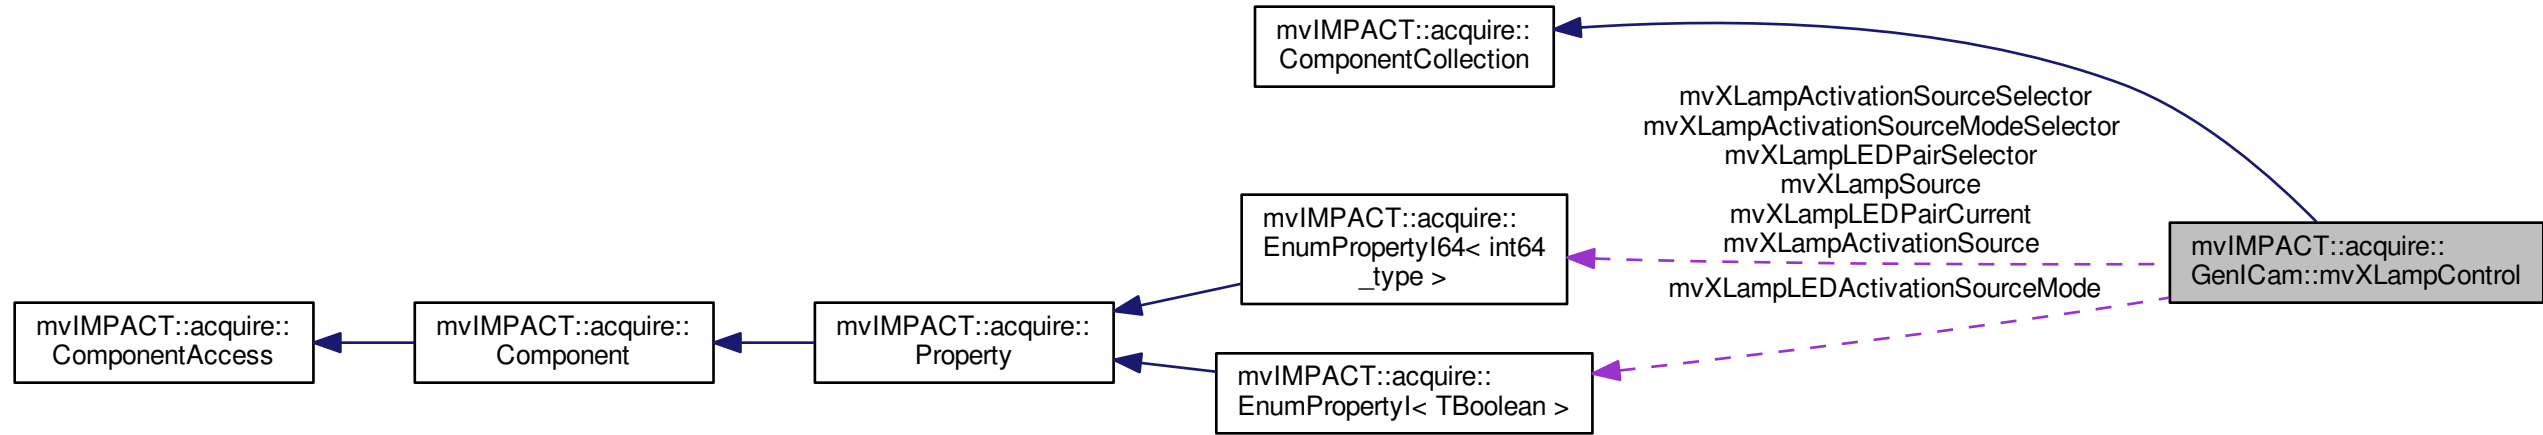 mvIMPACT::acquire::
ComponentCollection
mvXLampActivationSourceSelector
mvXLampActivationSourceModeSelector
mvXLampLEDPairSelector
mvXLampSource
mvXLampLEDPairCurrent
mvXLampActivationSource
mvIMPACT::acquire::
EnumPropertyI64< int64
_type >
mvIMPACT::acquire::
GenICam::mvXLampControl
mvXLampLEDActivationSourceMode
mvIMPACT::acquire::
ComponentAccess
mvIMPACT::acquire::
Component
mvIMPACT::acquire::
Property
mvIMPACT::acquire::
EnumPropertyI< TBoolean >